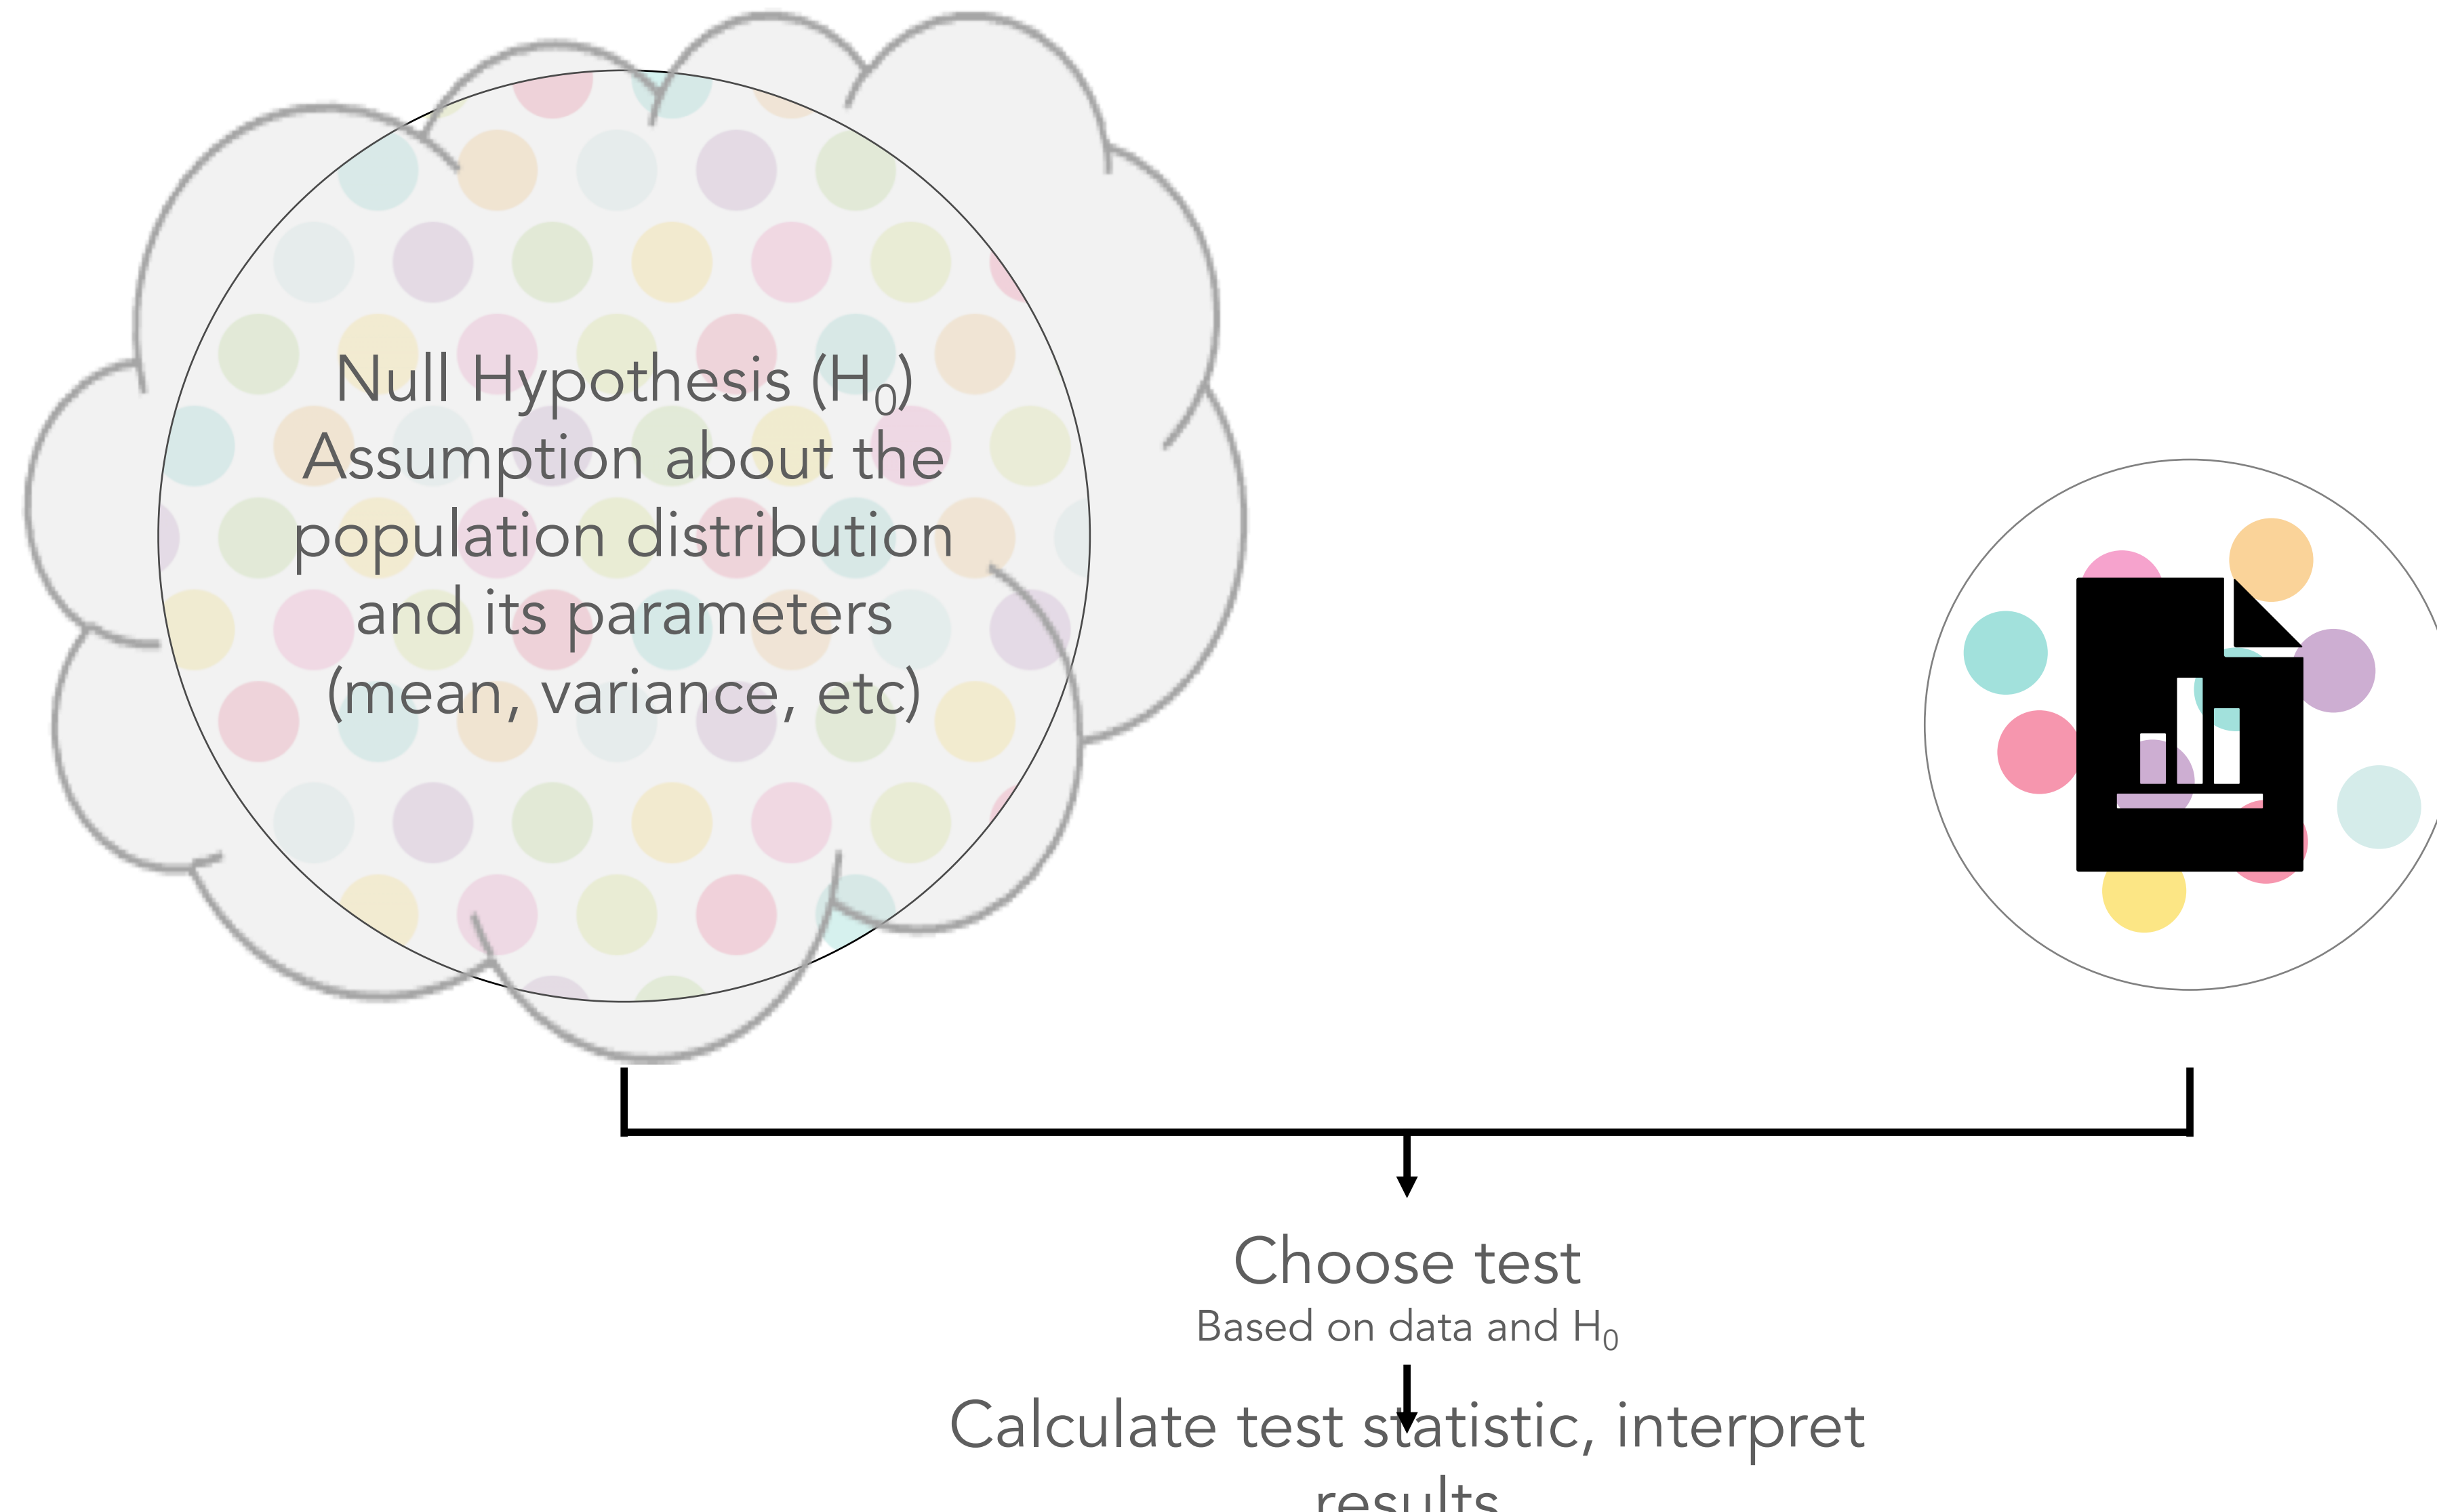 Null Hypothesis (H₀)
Assumption about the
population distribution
and its parameters
(mean, variance, etc)
Choose test
Based on data and H₀
Calculate test statistic, interpret
results